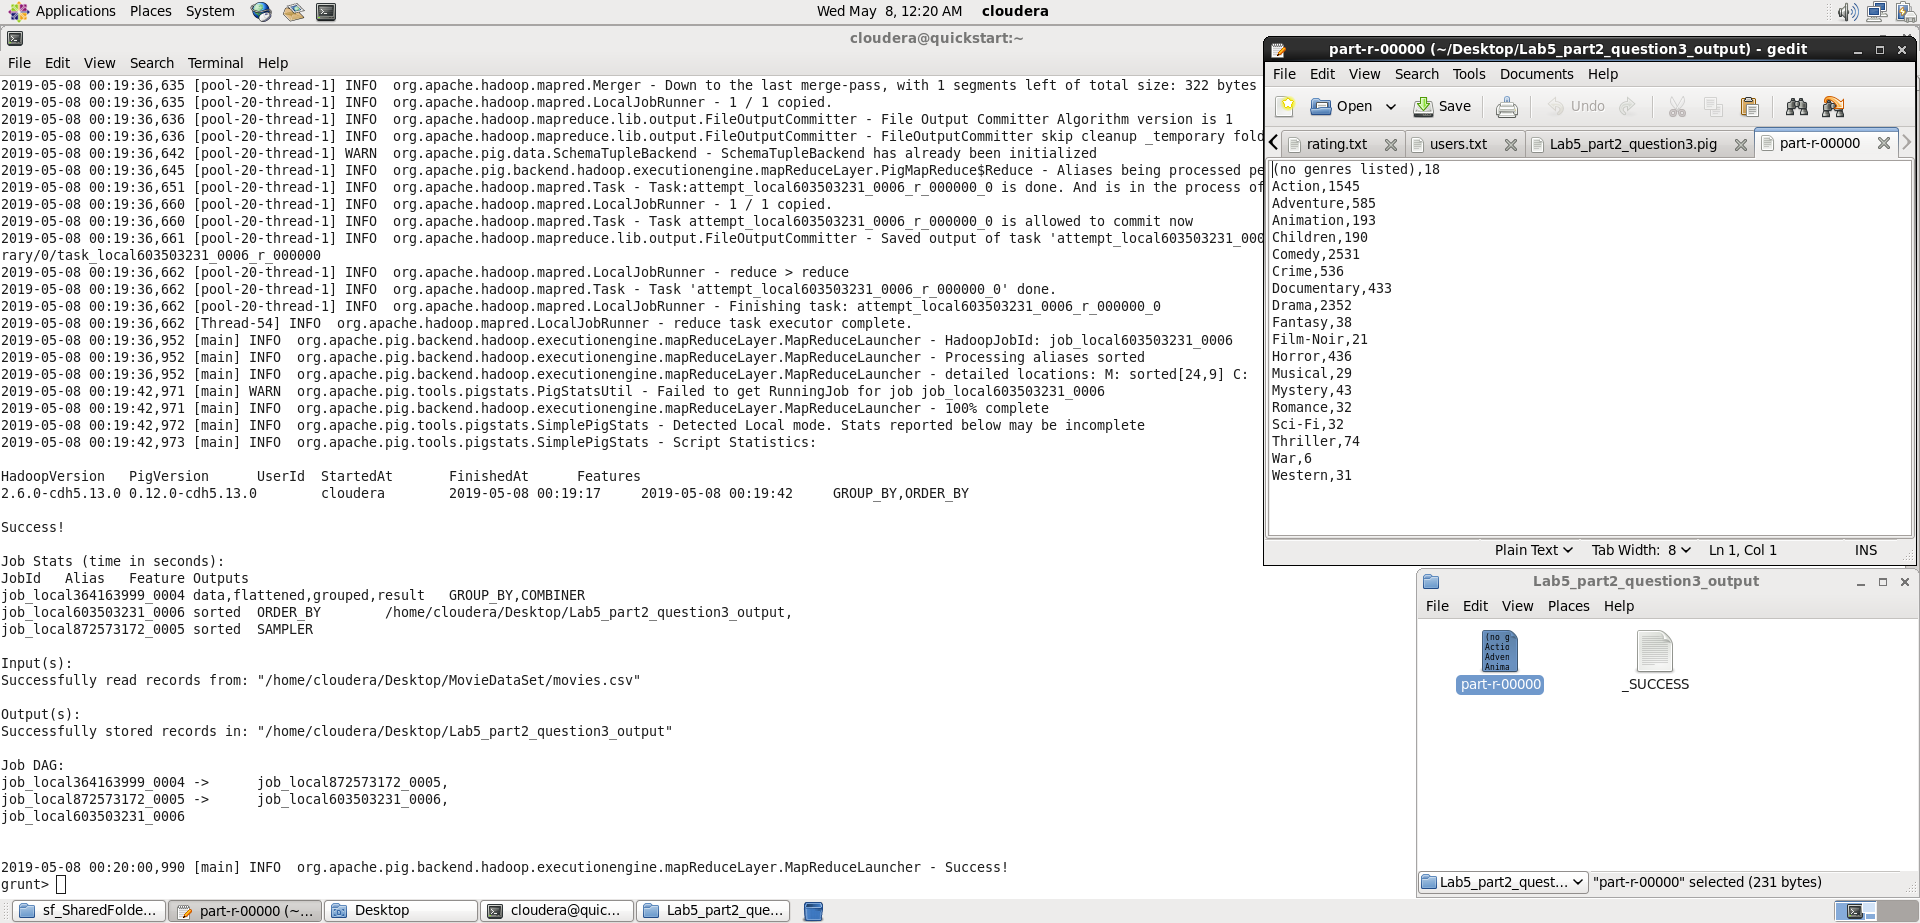 Applications Places System Wed May 8, 12:20 AM cloudera
cloudera@quickstart:~
File Edit View Search Terminal Help
2019-05-08 00:19:36,635 [pool-20-thread-1] INFO org.apache.hadoop.mapred.Merger - Down to the last merge-pass, with 1 segments left of total size: 322 bytes
2019-05-08 00:19:36,635 [pool-20-thread-1] INFO org.apache.hadoop.mapred.LocalJobRunner - 1 / 1 copied.
2019-05-08 00:19:36,636 [pool-20-thread-1] INFO org.apache.hadoop.mapreduce.lib.output.FileOutputCommitter - File Output Committer Algorithm version is 1
2019-05-08 00:19:36,636 [pool-20-thread-1] INFO org.apache.hadoop.mapreduce.lib.output.FileOutputCommitter - FileOutputCommitter skip cleanup _temporary fold
2019-05-08 00:19:36,642 [pool-20-thread-1] WARN org.apache.pig.data.SchemaTupleBackend - SchemaTupleBackend has already been initialized
2019-05-08 00:19:36,645 [pool-20-thread-1] INFO org.apache.pig.backend.hadoop.executionengine.mapReduceLayer.PigMapReduce$Reduce - Aliases being processed pe
2019-05-08 00:19:36,651 [pool-20-thread-1] INFO org.apache.hadoop.mapred.Task - Task:attempt_local603503231_0006_r_000000_0 is done. And is in the process of
2019-05-08 00:19:36,660 [pool-20-thread-1] INFO org.apache.hadoop.mapred.LocalJobRunner - 1 / 1 copied.
2019-05-08 00:19:36,660 [pool-20-thread-1] INFO org.apache.hadoop.mapred.Task - Task attempt_local603503231_0006_r_000000_0 is allowed to commit now
2019-05-08 00:19:36,661 [pool-20-thread-1] INFO org.apache.hadoop.mapreduce.lib.output.FileOutputCommitter - Saved output of task 'attempt_local603503231_000
rary/0/task_local603503231_0006_r_000000
2019-05-08 00:19:36,662 [pool-20-thread-1] INFO org.apache.hadoop.mapred.LocalJobRunner - reduce > reduce
2019-05-08 00:19:36,662 [pool-20-thread-1] INFO org.apache.hadoop.mapred.Task - Task 'attempt_local603503231_0006_r_000000_0' done.
2019-05-08 00:19:36,662 [pool-20-thread-1] INFO org.apache.hadoop.mapred.LocalJobRunner - Finishing task: attempt_local603503231_0006_r_000000_0
2019-05-08 00:19:36,662 [Thread-54] INFO org.apache.hadoop.mapred.LocalJobRunner - reduce task executor complete.
2019-05-08 00:19:36,952 [main] INFO org.apache.pig.backend.hadoop.executionengine.mapReduceLayer.MapReduceLauncher - HadoopJobId: job_local603503231_0006
2019-05-08 00:19:36,952 [main] INFO org.apache.pig.backend.hadoop.executionengine.mapReduceLayer.MapReduceLauncher - Processing aliases sorted
2019-05-08 00:19:36,952 [main] INFO org.apache.pig.backend.hadoop.executionengine.mapReduceLayer.MapReduceLauncher - detailed locations: M: sorted[24,9] C:
2019-05-08 00:19:42,971 [main] WARN org.apache.pig.tools.pigstats.PigStatsUtil - Failed to get RunningJob for job job_local603503231_0006
2019-05-08 00:19:42,971 [main] INFO org.apache.pig.backend.hadoop.executionengine.mapReduceLayer.MapReduceLauncher - 100% complete
2019-05-08 00:19:42,972 [main] INFO org.apache.pig.tools.pigstats.SimplePigStats - Detected Local mode. Stats reported below may be incomplete
2019-05-08 00:19:42,973 [main] INFO org.apache.pig.tools.pigstats.SimplePigStats - Script Statistics:
HadoopVersion PigVersion UserId StartedAt FinishedAt Features
2.6.0-cdh5.13.0 0.12.0-cdh5.13.0 cloudera 2019-05-08 00:19:17 2019-05-08 00:19:42 GROUP_BY,ORDER_BY
Success!
Job Stats (time in seconds):
JobId Alias Feature Outputs
job_local364163999_0004 data,flattened,grouped,result GROUP_BY,COMBINER
job_local603503231_0006 sorted ORDER_BY /home/cloudera/Desktop/Lab5_part2_question3_output,
job_local872573172_0005 sorted SAMPLER
Input(s):
Successfully read records from: "/home/cloudera/Desktop/MovieDataSet/movies.csv"
Output(s):
Successfully stored records in: "/home/cloudera/Desktop/Lab5_part2_question3_output"
Job DAG:
job_local364163999_0004 -> job_local872573172_0005,
job_local872573172_0005 -> job_local603503231_0006,
job_local603503231_0006
2019-05-08 00:20:00,990 [main] INFO org.apache.pig.backend.hadoop.executionengine.mapReduceLayer.MapReduceLauncher - Success!
grunt>
part-r-00000 (~/Desktop/Lab5_part2_question3_output) - gedit
File Edit View Search Tools Documents Help
Open Save Undo
rating.txt users.txt Lab5_part2_question3.pig part-r-00000
(no genres listed),18
Action,1545
Adventure,585
Animation,193
Children,190
Comedy,2531
Crime,536
Documentary,433
Drama,2352
Fantasy,38
Film-Noir,21
Horror,436
Musical,29
Mystery,43
Romance,32
Sci-Fi,32
Thriller,74
War,6
Western,31
Plain Text Tab Width: 8 Ln 1, Col 1 INS
Lab5_part2_question3_output
File Edit View Places Help
(no g
Actio
Adven
Anima
part-r-00000 _SUCCESS
Lab5_part2_quest... "part-r-00000" selected (231 bytes)
sf_SharedFolde... part-r-00000 (~... Desktop cloudera@quic... Lab5_part2_que...